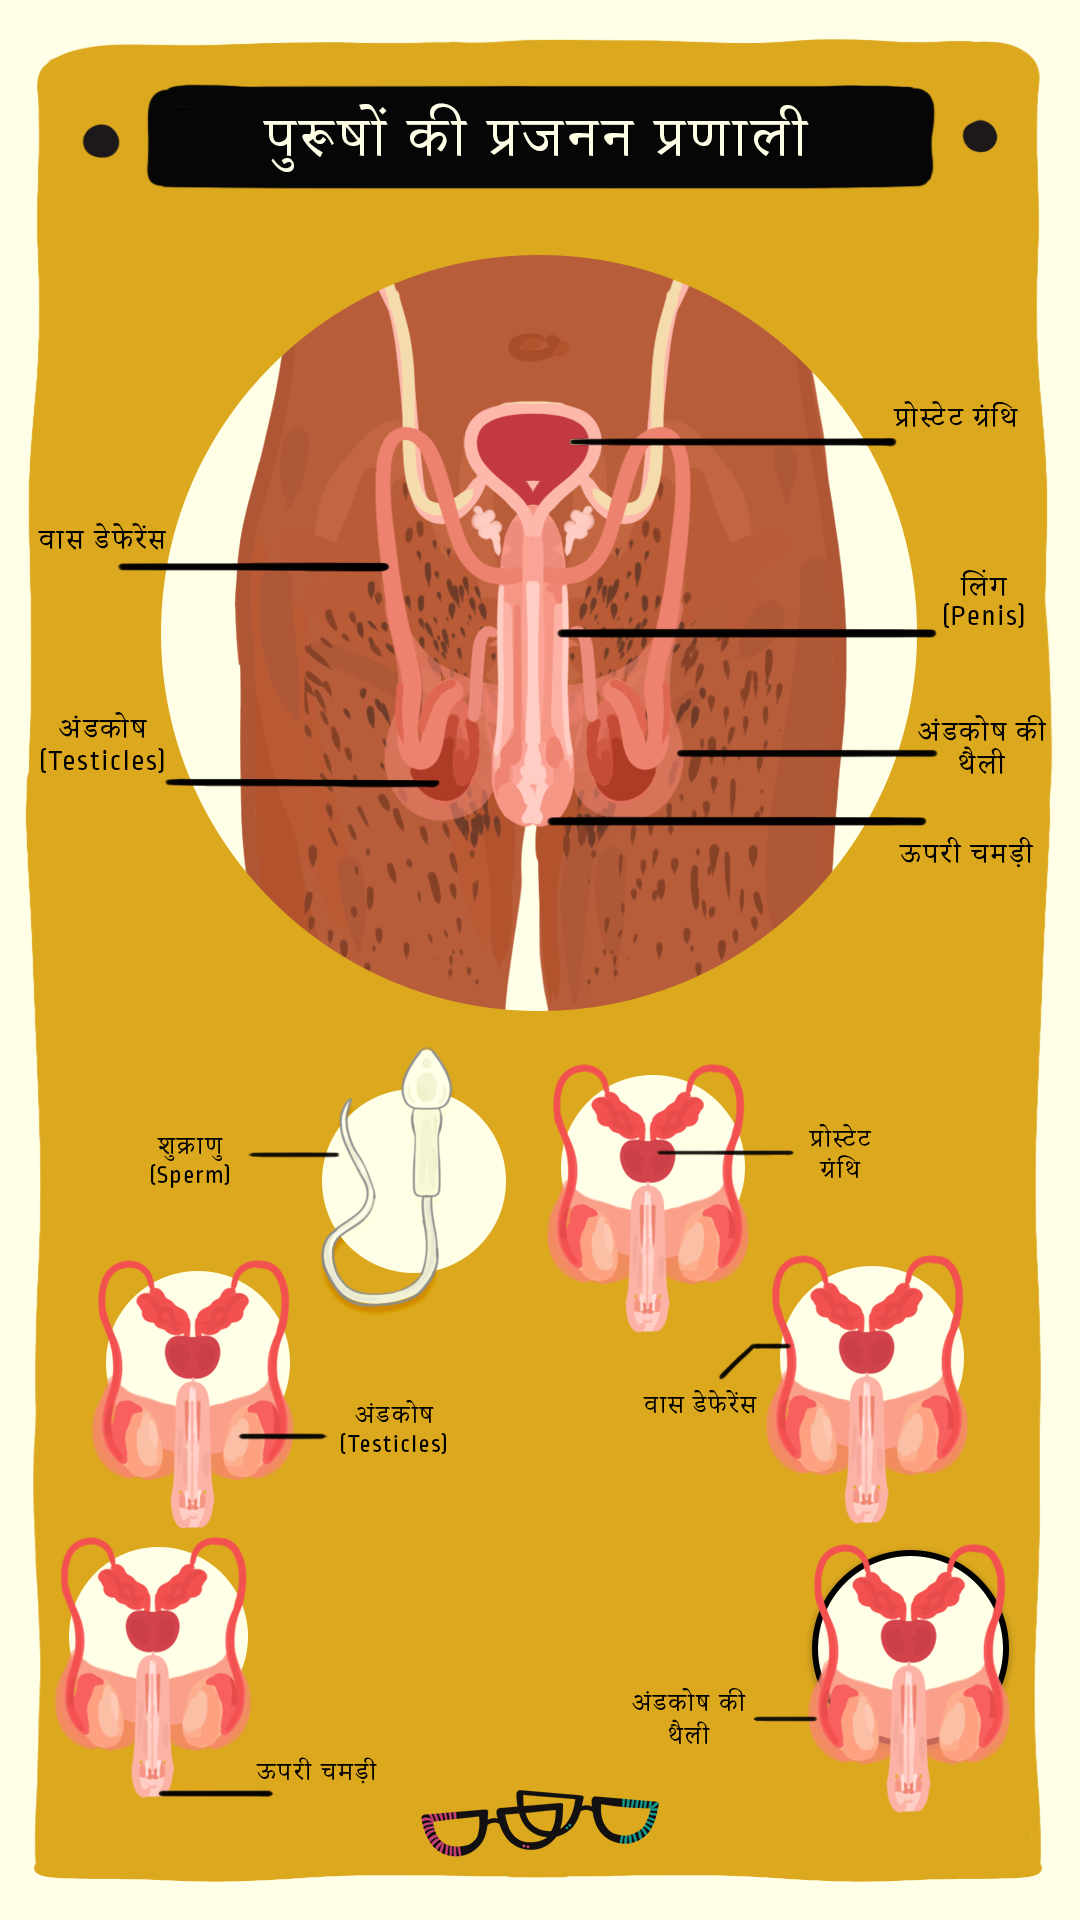 पुरूषों की प्रजनन प्रणाली
प्रोस्टेट ग्रंथि
वास डेफेरेंस
लिंग
(Penis)
अंडकोष
(Testicles)
अंडकोष की
थैली
ऊपरी चमड़ी
शुक्राणु
(Sperm)
प्रोस्टेट
ग्रंथि
अंडकोष
(Testicles)
वास डेफेरेंस
अंडकोष की
थैली
ऊपरी चमड़ी